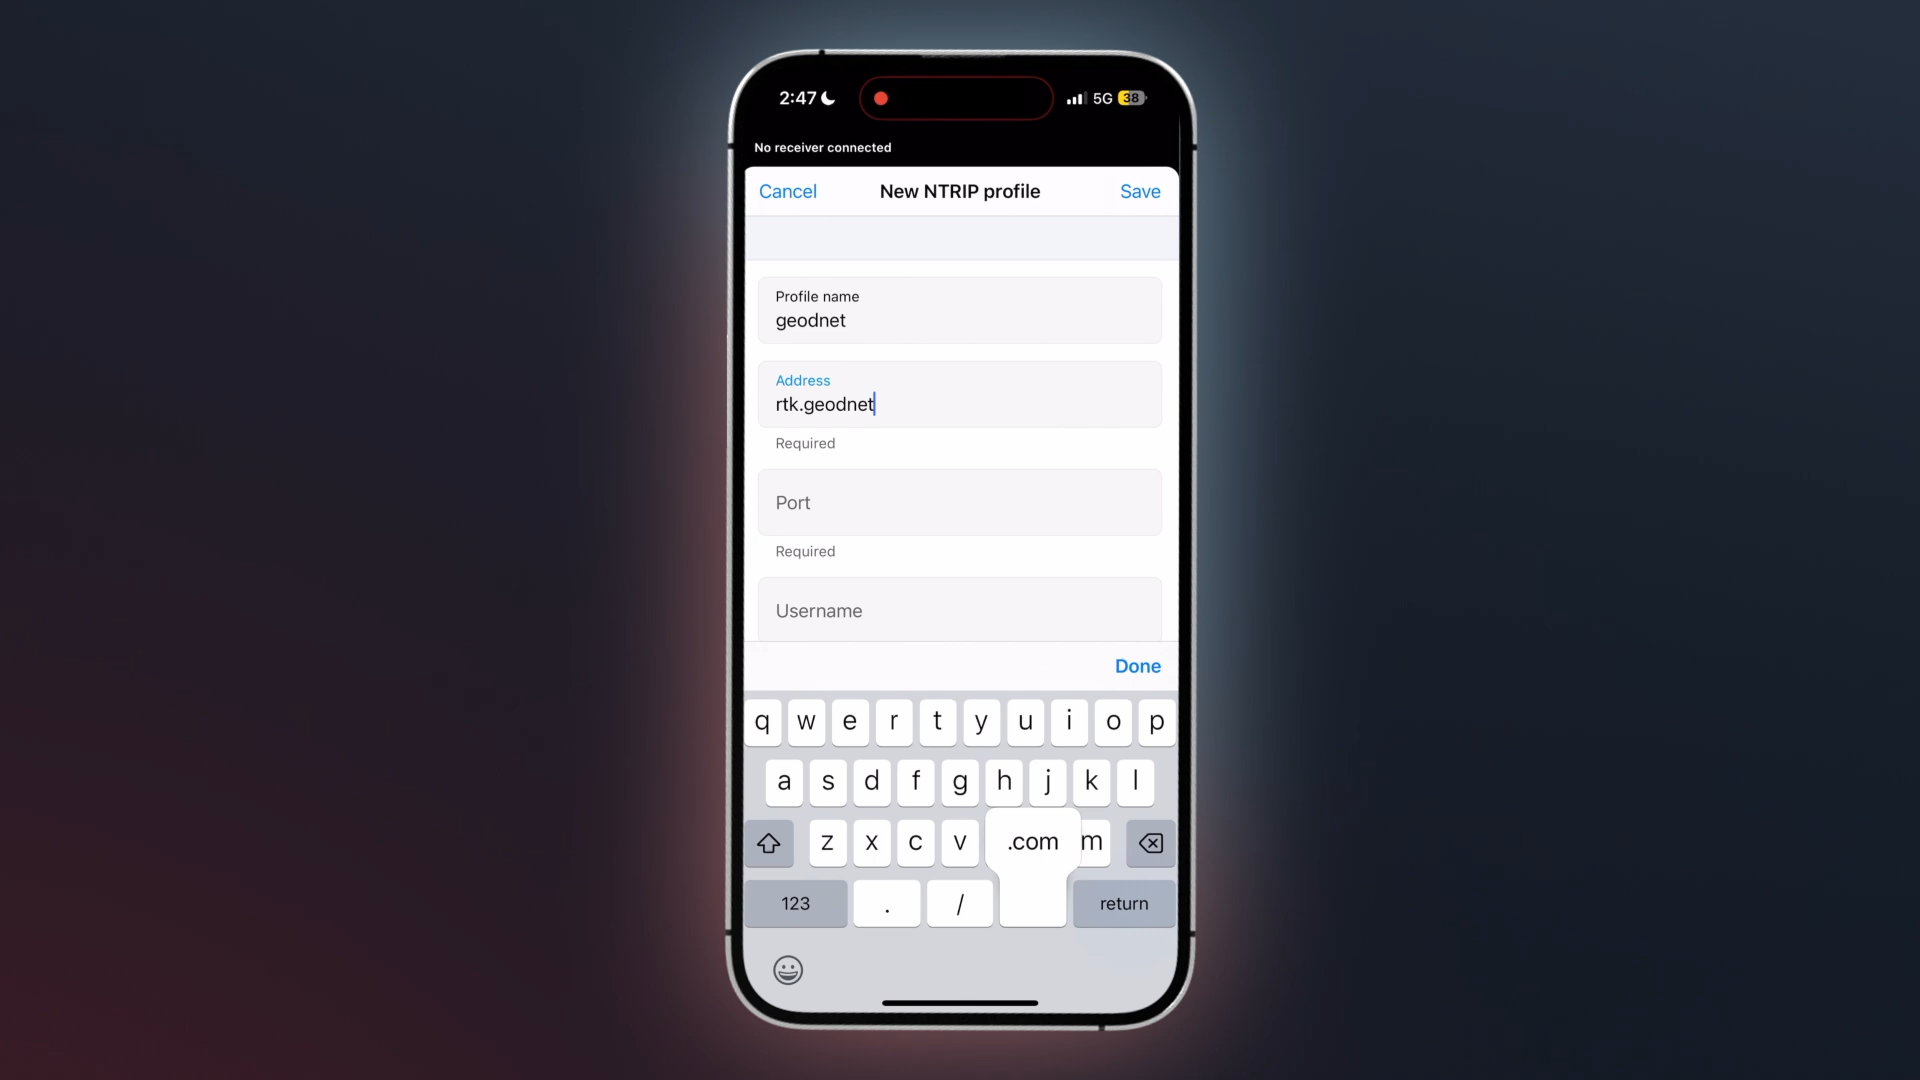 2:47 5G 38
No receiver connected
Cancel New NTRIP profile Save
Profile name
geodnet
Address
rtk.geodnet
Required
Port
Required
Username
Done
q w e r t y u i o p
a s d f g h j k l
z x c v .com m
123 . / return